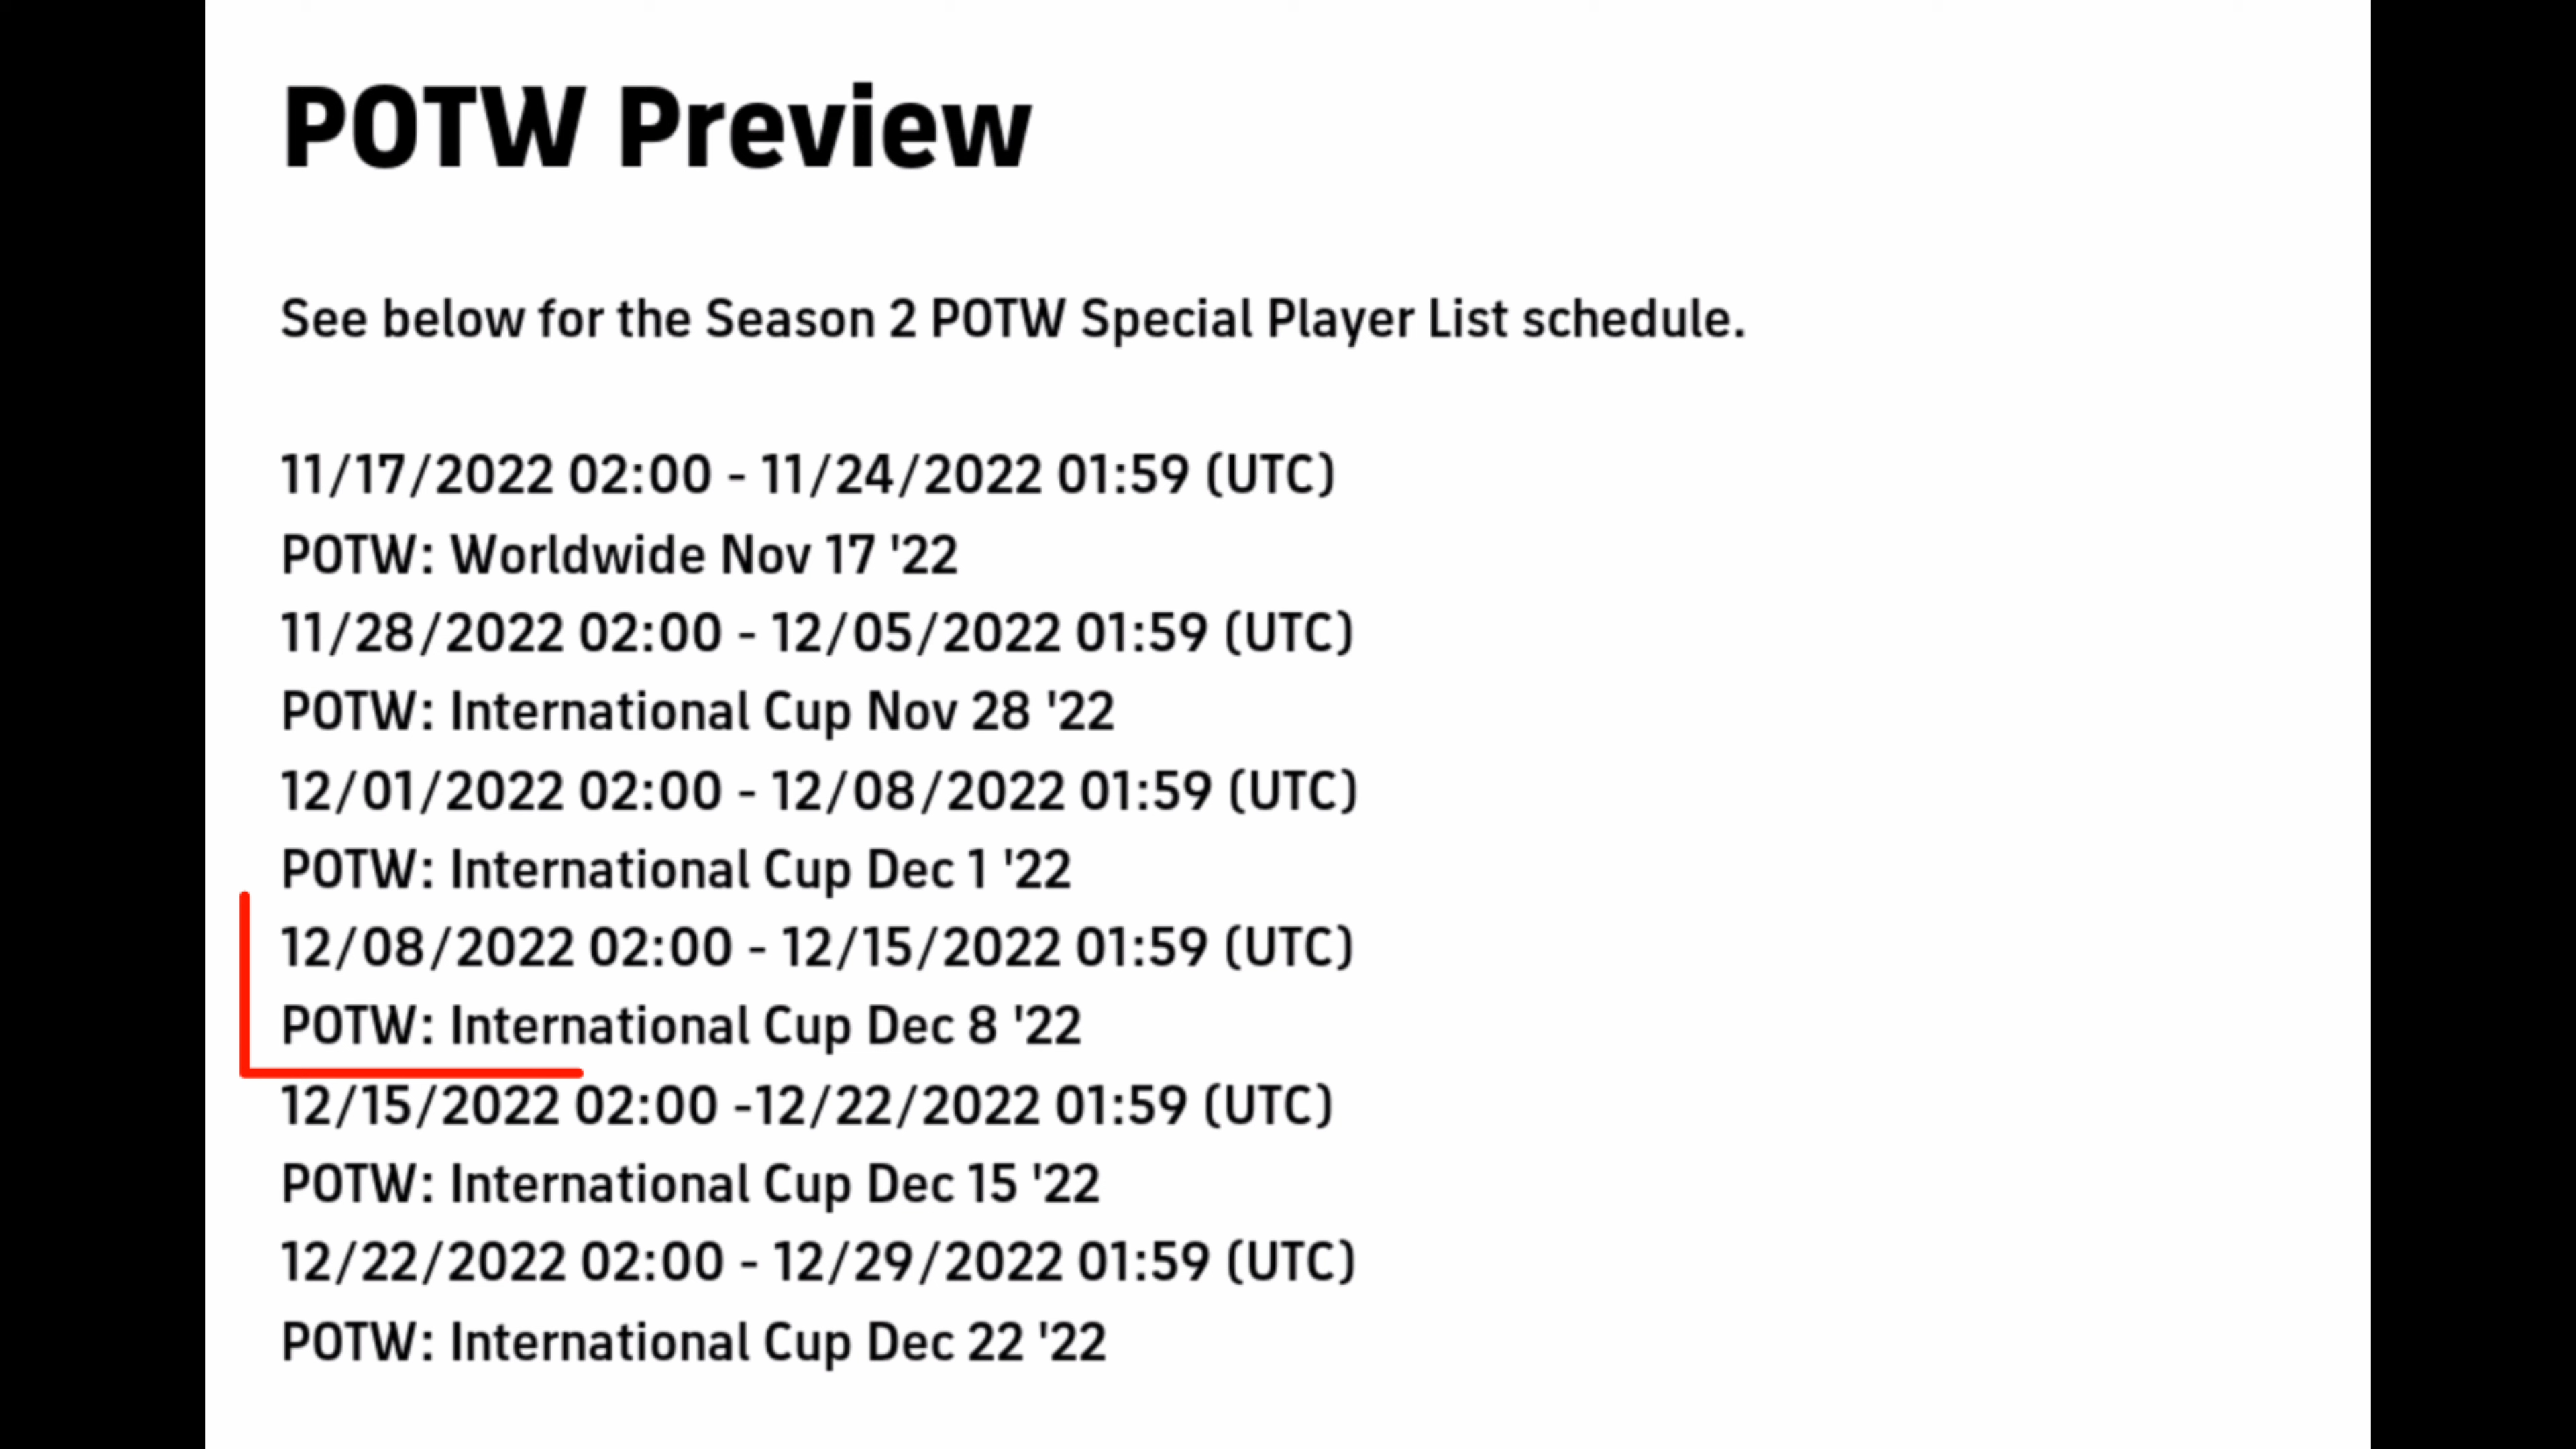 POTW Preview
See below for the Season 2 POTW Special Player List schedule.
11/17/2022 02:00 - 11/24/2022 01:59 (UTC)
POTW: Worldwide Nov 17 '22
11/28/2022 02:00 - 12/05/2022 01:59 (UTC)
POTW: International Cup Nov 28 '22
12/01/2022 02:00 - 12/08/2022 01:59 (UTC)
POTW: International Cup Dec 1 '22
12/08/2022 02:00 - 12/15/2022 01:59 (UTC)
POTW: International Cup Dec 8 '22
12/15/2022 02:00 -12/22/2022 01:59 (UTC)
POTW: International Cup Dec 15 '22
12/22/2022 02:00 - 12/29/2022 01:59 (UTC)
POTW: International Cup Dec 22 '22